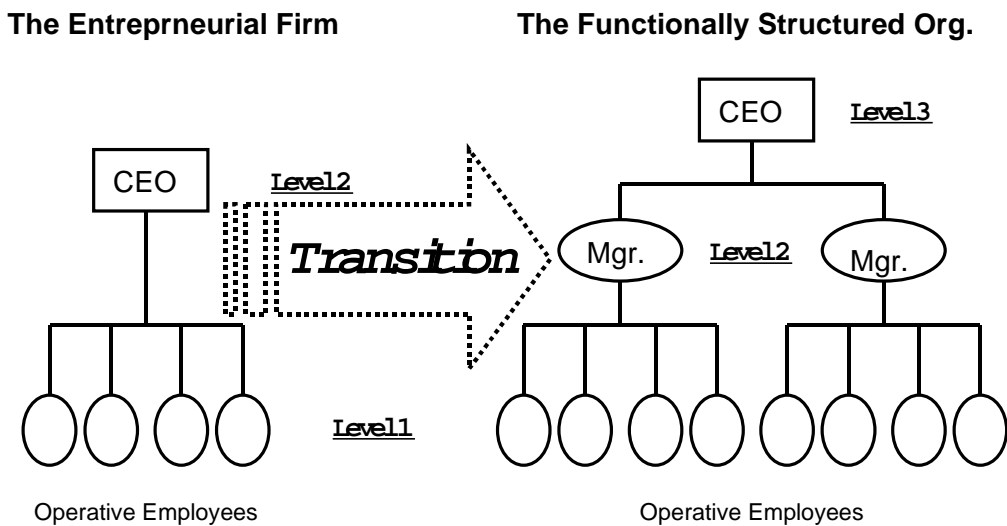 The Enteprneurial Firm
The Functionally Structured Org.
CEO
Level3
CEO
Level2
Transition
Mgr.
Level2
Mgr.
Level1
Operative Employees
Operative Employees